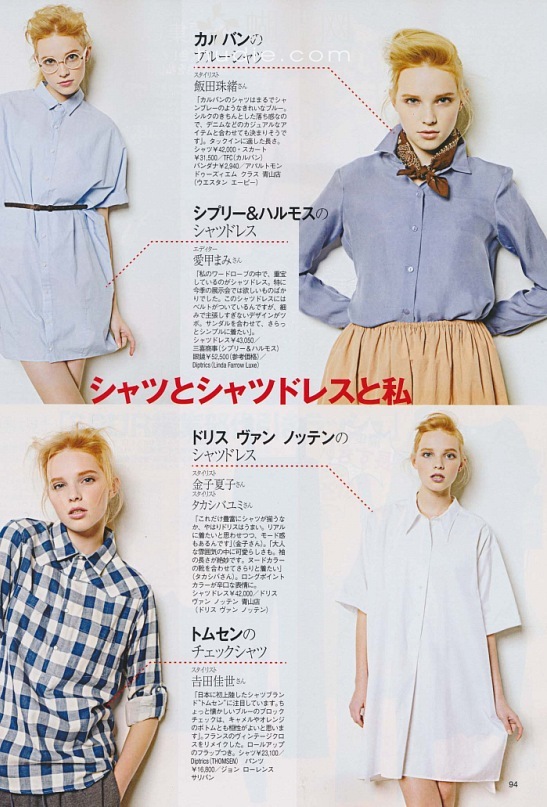 カルバンの
ブルーシャツ
スタイリスト
飯田珠緒さん
「カルバンのシャツはまるでシャ
ンブレーのようなきれいなブルー。
シルクのきちんとした落ち感なの
で、デニムなどのカジュアルなア
イテムと合わせても決まりそうで
す」。タックインに適した長さ。
シャツ¥42,000・スカート
¥31,500／TFC(カルバン)
バンダナ¥2,940／アパルトモン
ドゥーズィエム クラス 青山店
(ウエスタン エービー)
シプリー&ハルモスの
シャツドレス
エディター
愛甲まみさん
「私のワードローブの中で、重宝
しているのがシャツドレス。特に
今季の展示会では欲しいものばか
りでした。このシャツドレスには
ベルトがついているんですが、細
みで主張しすぎないデザインがツ
ボ。サンダルを合わせて、さらっ
とシンプルに着たい」。
シャツドレス¥43,050／
三喜商事(シプリー&ハルモス)
眼鏡¥52,500(参考価格)／
Diptrics(Linda Farrow Luxe)
シャツとシャツドレスと私
ドリス ヴァン ノッテンの
シャツドレス
スタイリスト
金子夏子さん
スタイリスト
タカシバユミさん
「これだけ豊富にシャツが揃うな
か、やはりドリスはうまい。リアル
に着たいと思わせつつ、モード感
もあるんです」(金子さん)。「大人
な雰囲気の中に可愛らしさも。袖
の長さが絶妙です。ヌードカラー
の靴を合わせてさらりと着たい」
(タカシバさん)。ロングポイント
カラーが辛口な表情に。
シャツドレス¥42,000／ドリス
ヴァン ノッテン 青山店
(ドリス ヴァン ノッテン)
トムセンの
チェックシャツ
スタイリスト
吉田佳世さん
「日本に初上陸したシャツブランド
“トムセン”に注目しています。ち
ょっと懐かしいブルーのブロック
チェックは、キャメルやオレンジ
のボトムとも相性がよいと思いま
す」。フランスのヴィンテージクロ
スをリメイクした。ロールアップ
のフラップつき。シャツ¥23,100／
Diptrics(THOMSEN) パンツ
¥16,800／ジョン ローレンス
サリバン
94